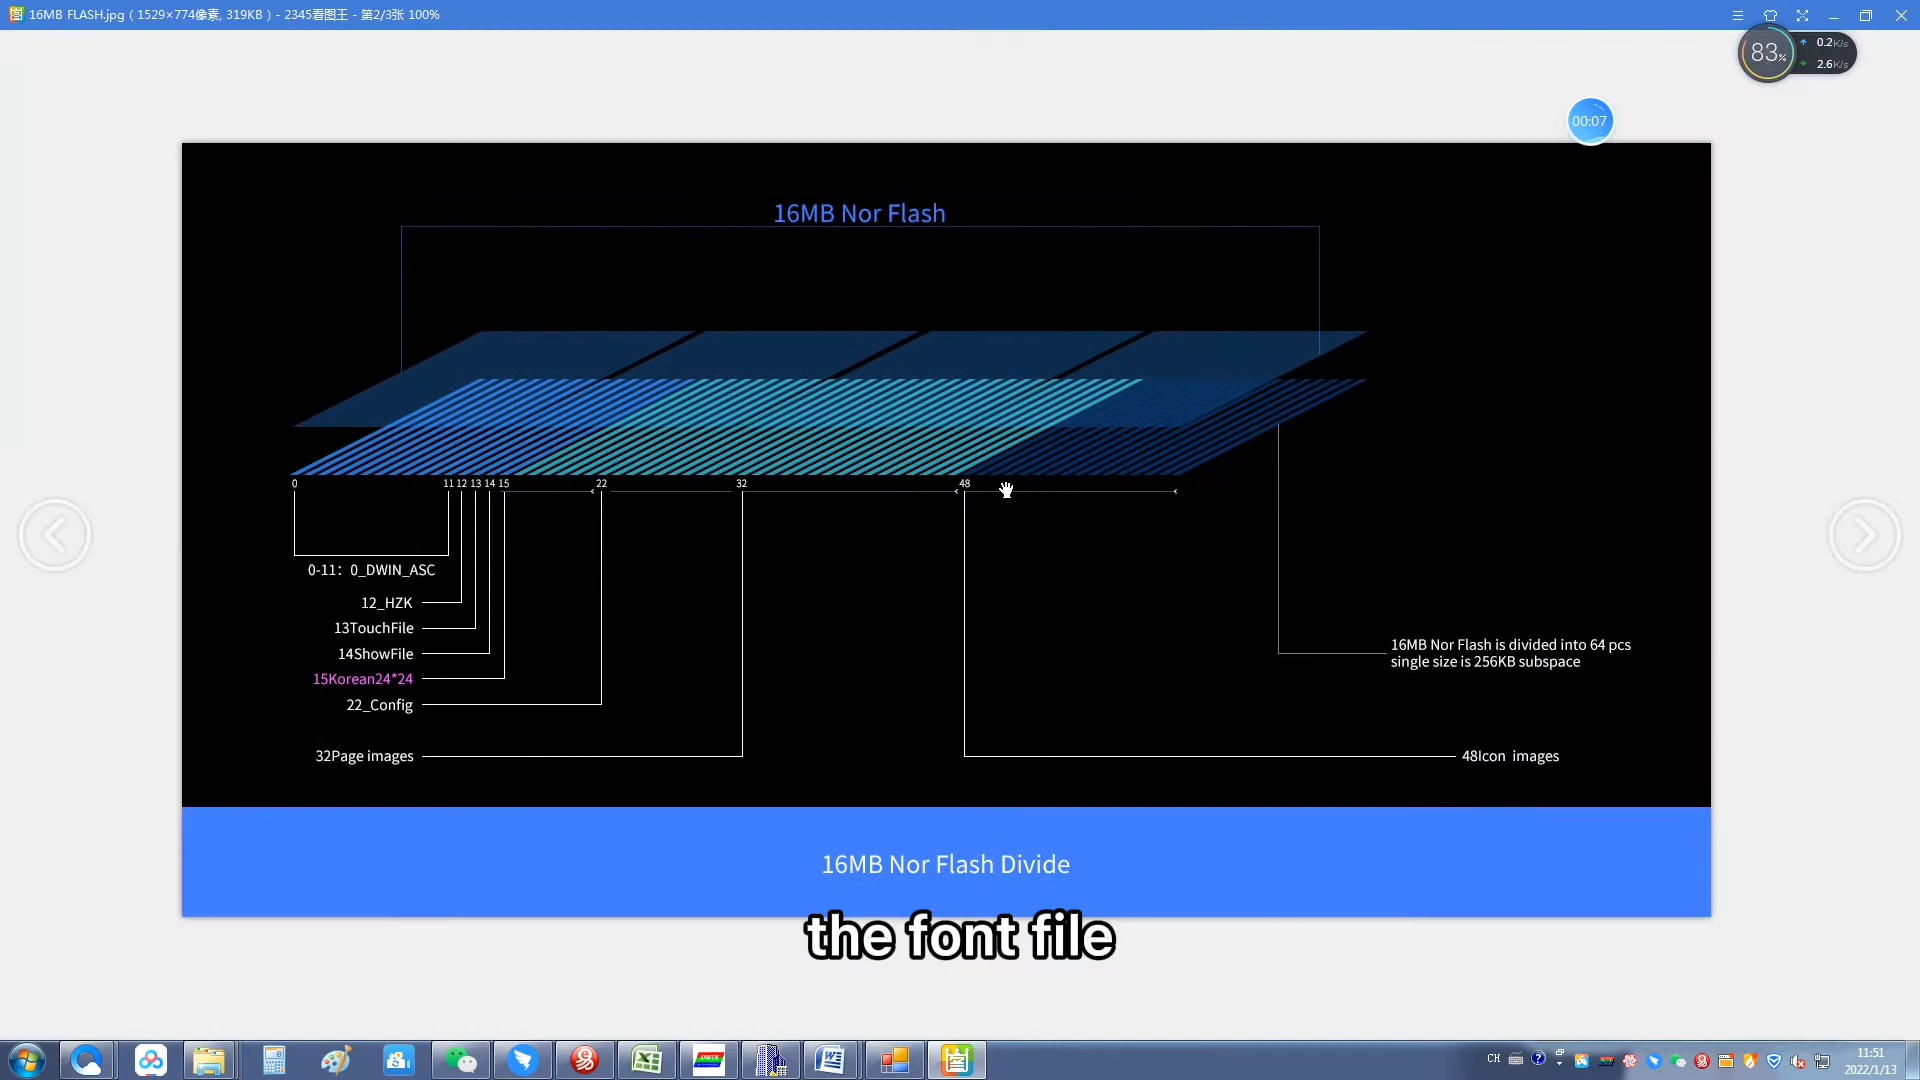 16MB FLASH.jpg ( 1529×774像素, 319KB ) - 2345看图王 - 第2/3张 100%
83%
0.2K/s
2.6K/s
00:07
16MB Nor Flash
0 11 12 13 14 15 22 32 48
0-11：0_DWIN_ASC
12_HZK
13TouchFile
14ShowFile
15Korean24*24
22_Config
32Page images
48Icon images
16MB Nor Flash is divided into 64 pcs
single size is 256KB subspace
16MB Nor Flash Divide
the font file
CH
11:51
2022/1/13